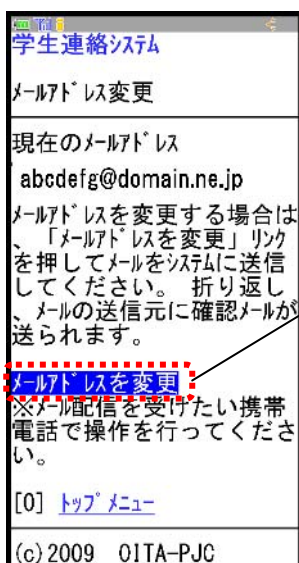 学生連絡ｼｽﾃﾑ
ﾒｰﾙｱﾄﾞﾚｽ変更
現在のﾒｰﾙｱﾄﾞﾚｽ
abcdefg@domain.ne.jp
ﾒｰﾙｱﾄﾞﾚｽを変更する場合は
、「ﾒｰﾙｱﾄﾞﾚｽを変更」ﾘﾝｸ
を押してﾒｰﾙをｼｽﾃﾑに送信
してください。 折り返し
、ﾒｰﾙの送信元に確認ﾒｰﾙが
送られます。
ﾒｰﾙｱﾄﾞﾚｽを変更
※ﾒｰﾙ配信を受けたい携帯
電話で操作を行ってくださ
い。
[0] ﾄｯﾌﾟﾒﾆｭｰ
(c)2009 OITA-PJC